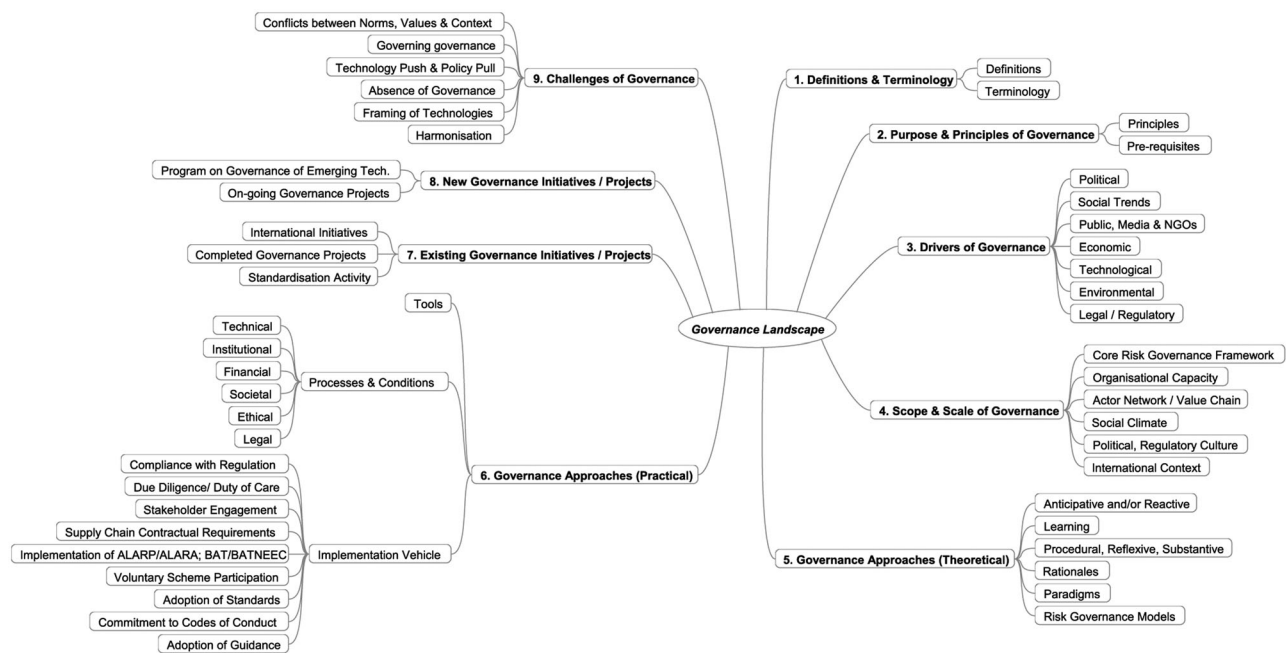 Governance Landscape
1. Definitions & Terminology
Definitions
Terminology
2. Purpose & Principles of Governance
Principles
Pre-requisites
3. Drivers of Governance
Political
Social Trends
Public, Media & NGOs
Economic
Technological
Environmental
Legal / Regulatory
4. Scope & Scale of Governance
Core Risk Governance Framework
Organisational Capacity
Actor Network / Value Chain
Social Climate
Political, Regulatory Culture
International Context
5. Governance Approaches (Theoretical)
Anticipative and/or Reactive
Learning
Procedural, Reflexive, Substantive
Rationales
Paradigms
Risk Governance Models
6. Governance Approaches (Practical)
Tools
Processes & Conditions
Technical
Institutional
Financial
Societal
Ethical
Legal
Implementation Vehicle
Compliance with Regulation
Due Diligence/ Duty of Care
Stakeholder Engagement
Supply Chain Contractual Requirements
Implementation of ALARP/ALARA; BAT/BATNEEC
Voluntary Scheme Participation
Adoption of Standards
Commitment to Codes of Conduct
Adoption of Guidance
7. Existing Governance Initiatives / Projects
International Initiatives
Completed Governance Projects
Standardisation Activity
8. New Governance Initiatives / Projects
Program on Governance of Emerging Tech.
On-going Governance Projects
9. Challenges of Governance
Conflicts between Norms, Values & Context
Governing governance
Technology Push & Policy Pull
Absence of Governance
Framing of Technologies
Harmonisation